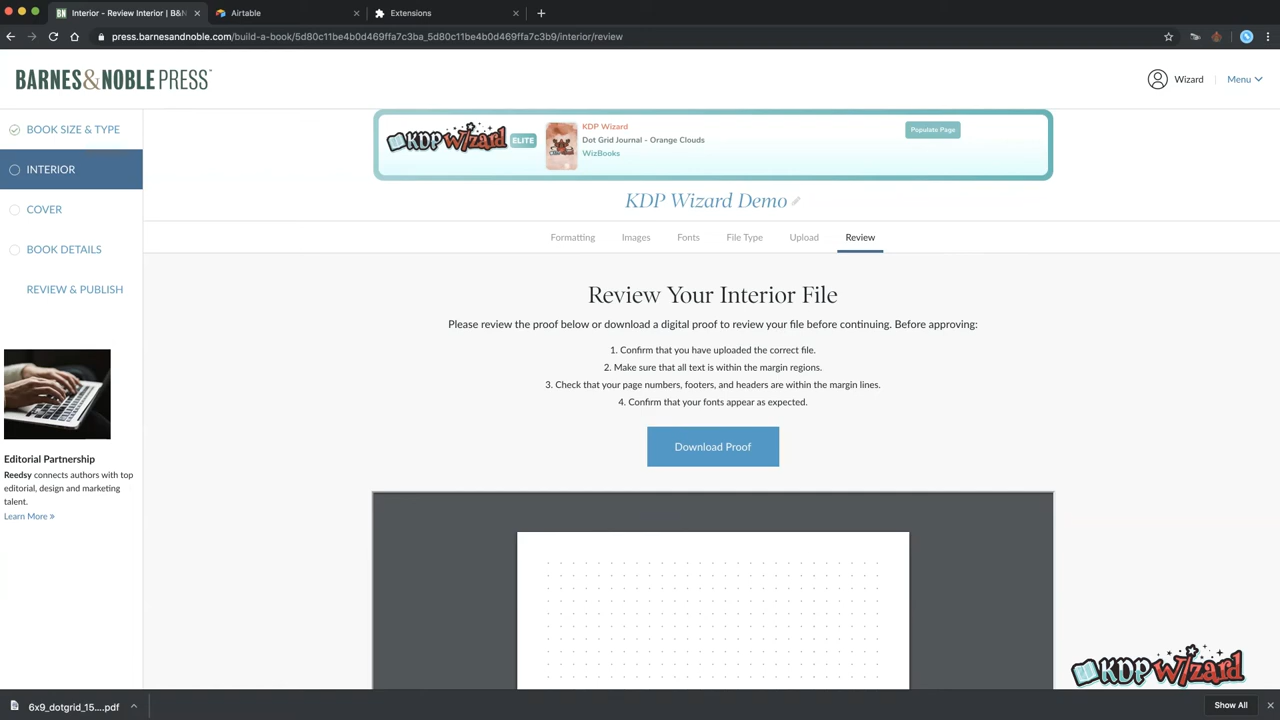 Interior - Review Interior | B&N
Airtable
Extensions
press.barnesandnoble.com/build-a-book/5d80c11be4b0d469ffa7c3ba_5d80c11be4b0d469ffa7c3b9/interior/review
BARNES&NOBLE PRESS
Wizard
Menu
BOOK SIZE & TYPE
INTERIOR
COVER
BOOK DETAILS
REVIEW & PUBLISH
Editorial Partnership
Reedsy connects authors with top
editorial, design and marketing
talent.
Learn More »
KDPWizard ELITE
KDP Wizard
Dot Grid Journal - Orange Clouds
WizBooks
Populate Page
KDP Wizard Demo
Formatting
Images
Fonts
File Type
Upload
Review
Review Your Interior File
Please review the proof below or download a digital proof to review your file before continuing. Before approving:
1. Confirm that you have uploaded the correct file.
2. Make sure that all text is within the margin regions.
3. Check that your page numbers, footers, and headers are within the margin lines.
4. Confirm that your fonts appear as expected.
Download Proof
KDPWizard
6x9_dotgrid_15....pdf
Show All